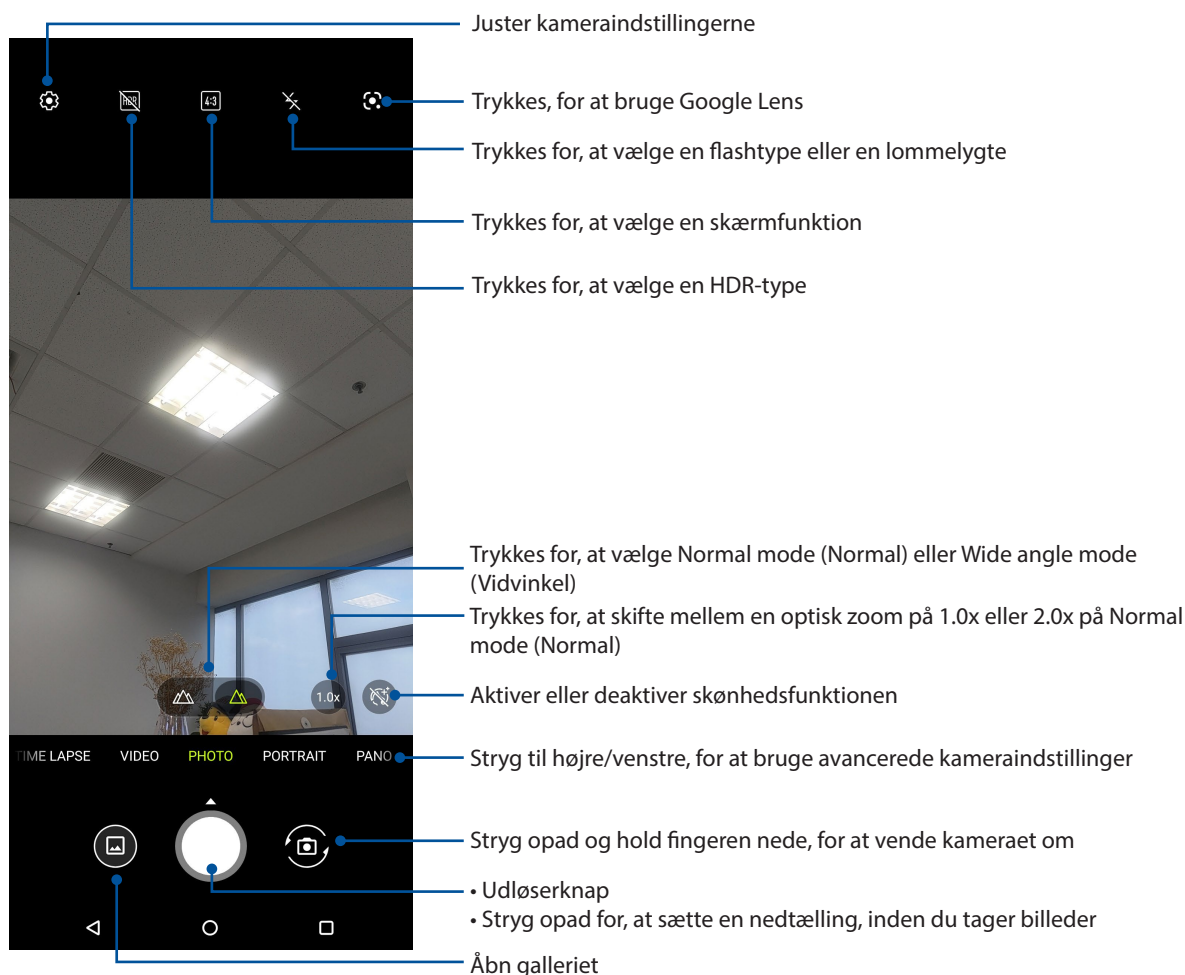 Juster kameraindstillingerne
HDR
4:3
Trykkes, for at bruge Google Lens
Trykkes for, at vælge en flashtype eller en lommelygte
Trykkes for, at vælge en skærmfunktion
Trykkes for, at vælge en HDR-type
Trykkes for, at vælge Normal mode (Normal) eller Wide angle mode
(Vidvinkel)
Trykkes for, at skifte mellem en optisk zoom på 1.0x eller 2.0x på Normal
mode (Normal)
1.0x
Aktiver eller deaktiver skønhedsfunktionen
TIME LAPSE VIDEO PHOTO PORTRAIT PANO
Stryg til højre/venstre, for at bruge avancerede kameraindstillinger
Stryg opad og hold fingeren nede, for at vende kameraet om
• Udløserknap
• Stryg opad for, at sætte en nedtælling, inden du tager billeder
Åbn galleriet